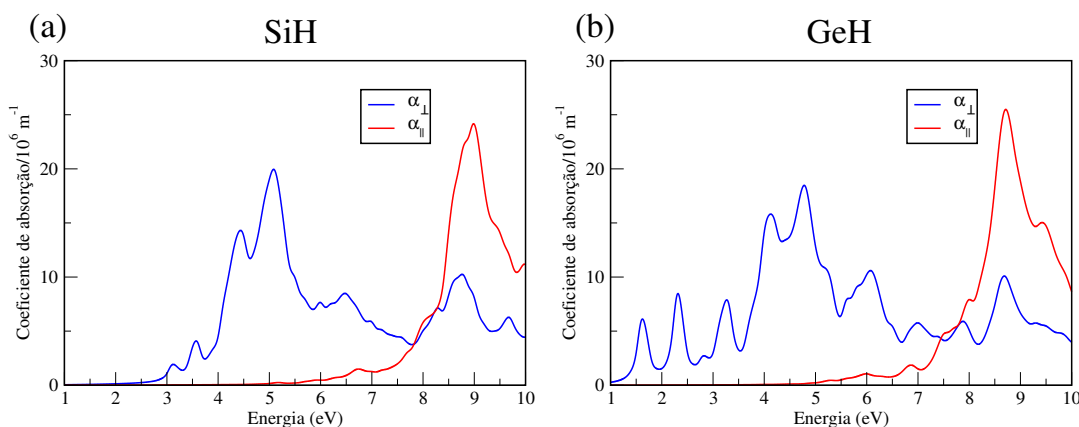 (a)
SiH
30
20
10
0
Coeficiente de absorção/10⁶ m⁻¹
α⊥
α||
1 2 3 4 5 6 7 8 9 10
Energia (eV)
(b)
GeH
30
20
10
0
Coeficiente de absorção/10⁶ m⁻¹
α⊥
α||
1 2 3 4 5 6 7 8 9 10
Energia (eV)